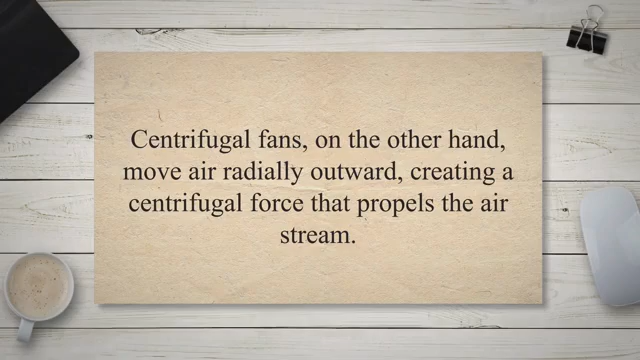 Centrifugal fans, on the other hand,
move air radially outward, creating a
centrifugal force that propels the air
stream.